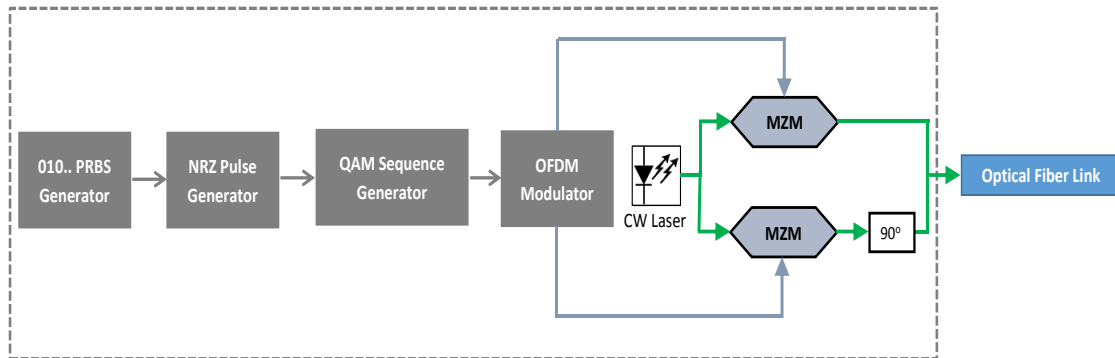 010.. PRBS
Generator
NRZ Pulse
Generator
QAM Sequence
Generator
OFDM
Modulator
CW Laser
MZM
MZM
90º
Optical Fiber Link